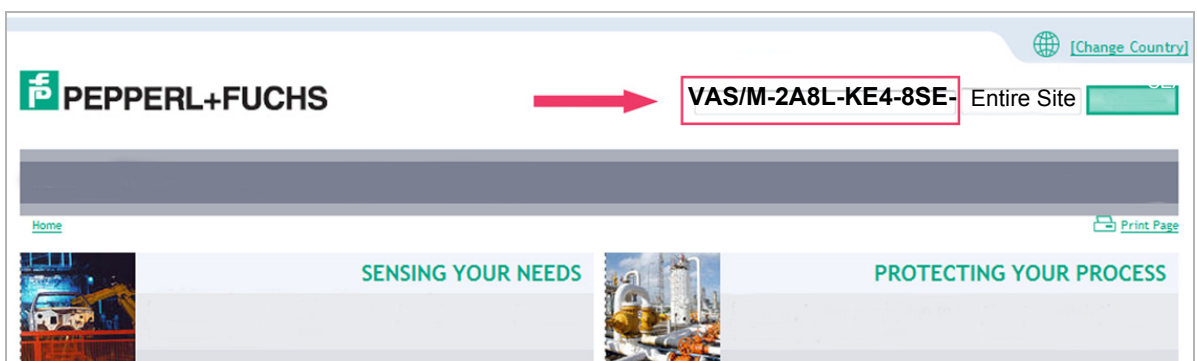 [Change Country]
PEPPERL+FUCHS
VAS/M-2A8L-KE4-8SE- Entire Site
Home
Print Page
SENSING YOUR NEEDS
PROTECTING YOUR PROCESS